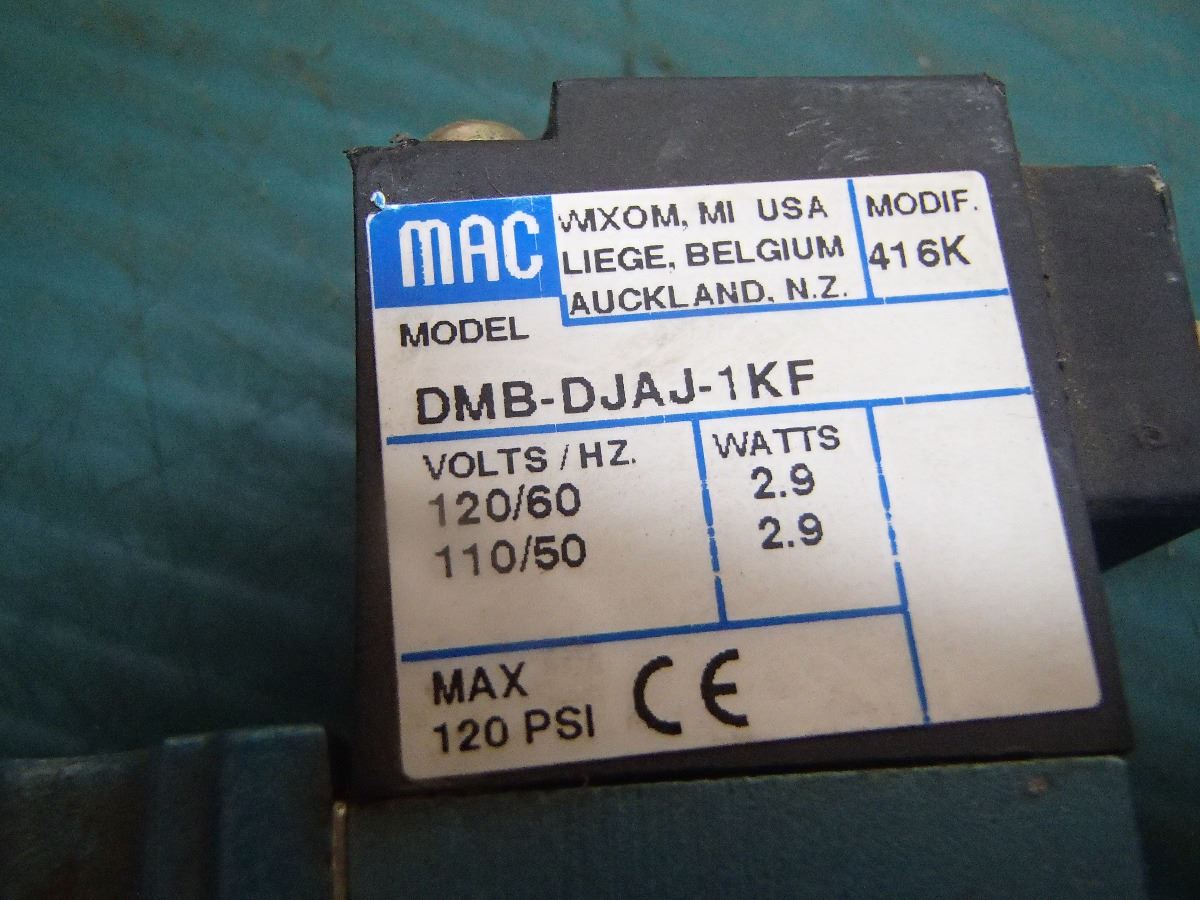 MAC
WIXOM, MI USA
LIEGE, BELGIUM
AUCKLAND, N.Z.
MODIF.
416K
MODEL
DMB-DJAJ-1KF
VOLTS / HZ.
120/60
110/50
WATTS
2.9
2.9
MAX
120 PSI
CE